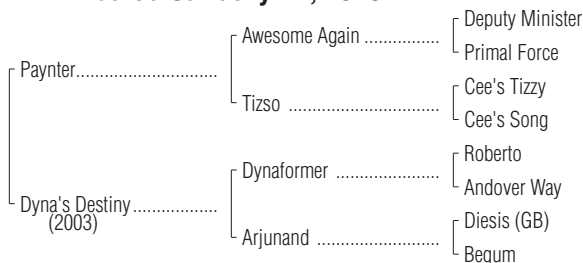 Deputy Minister
Awesome Again
Primal Force
Paynter
Cee's Tizzy
Tizso
Cee's Song
Roberto
Dynaformer
Andover Way
Dyna's Destiny
(2003)
Diesis (GB)
Arjunand
Begum